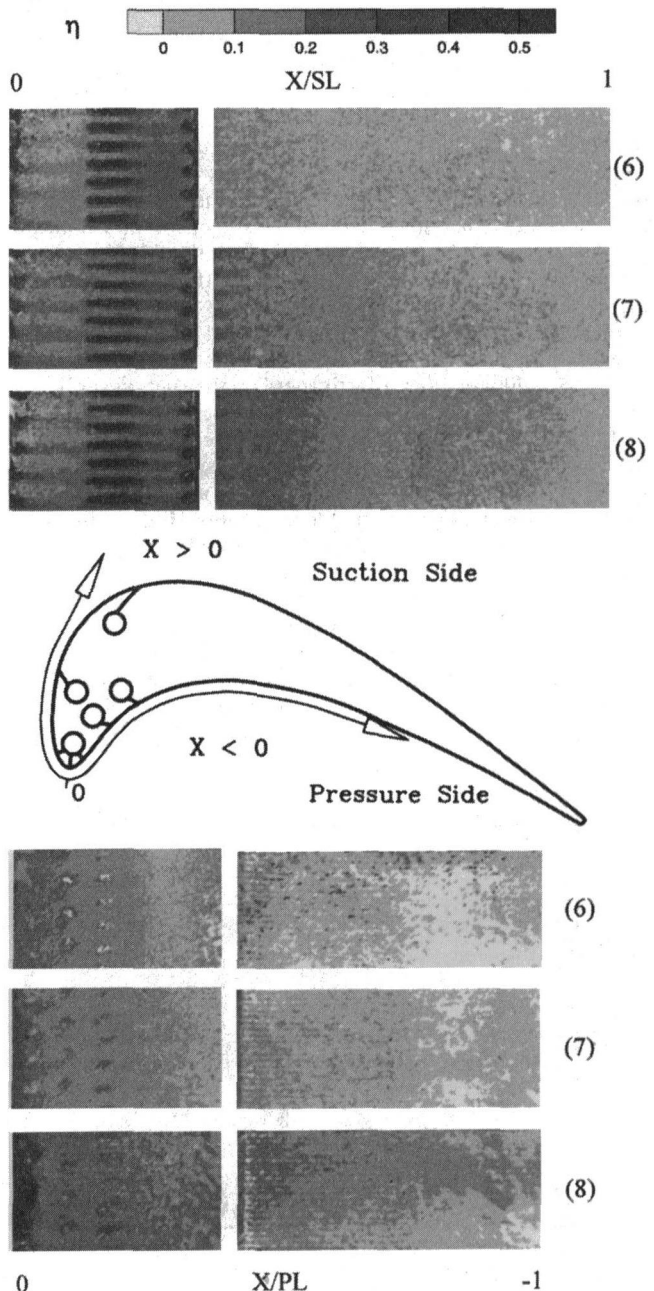 η
0 0.1 0.2 0.3 0.4 0.5
0 X/SL 1
(6)
(7)
(8)
X > 0
Suction Side
X < 0
0
Pressure Side
(6)
(7)
(8)
0 X/PL -1